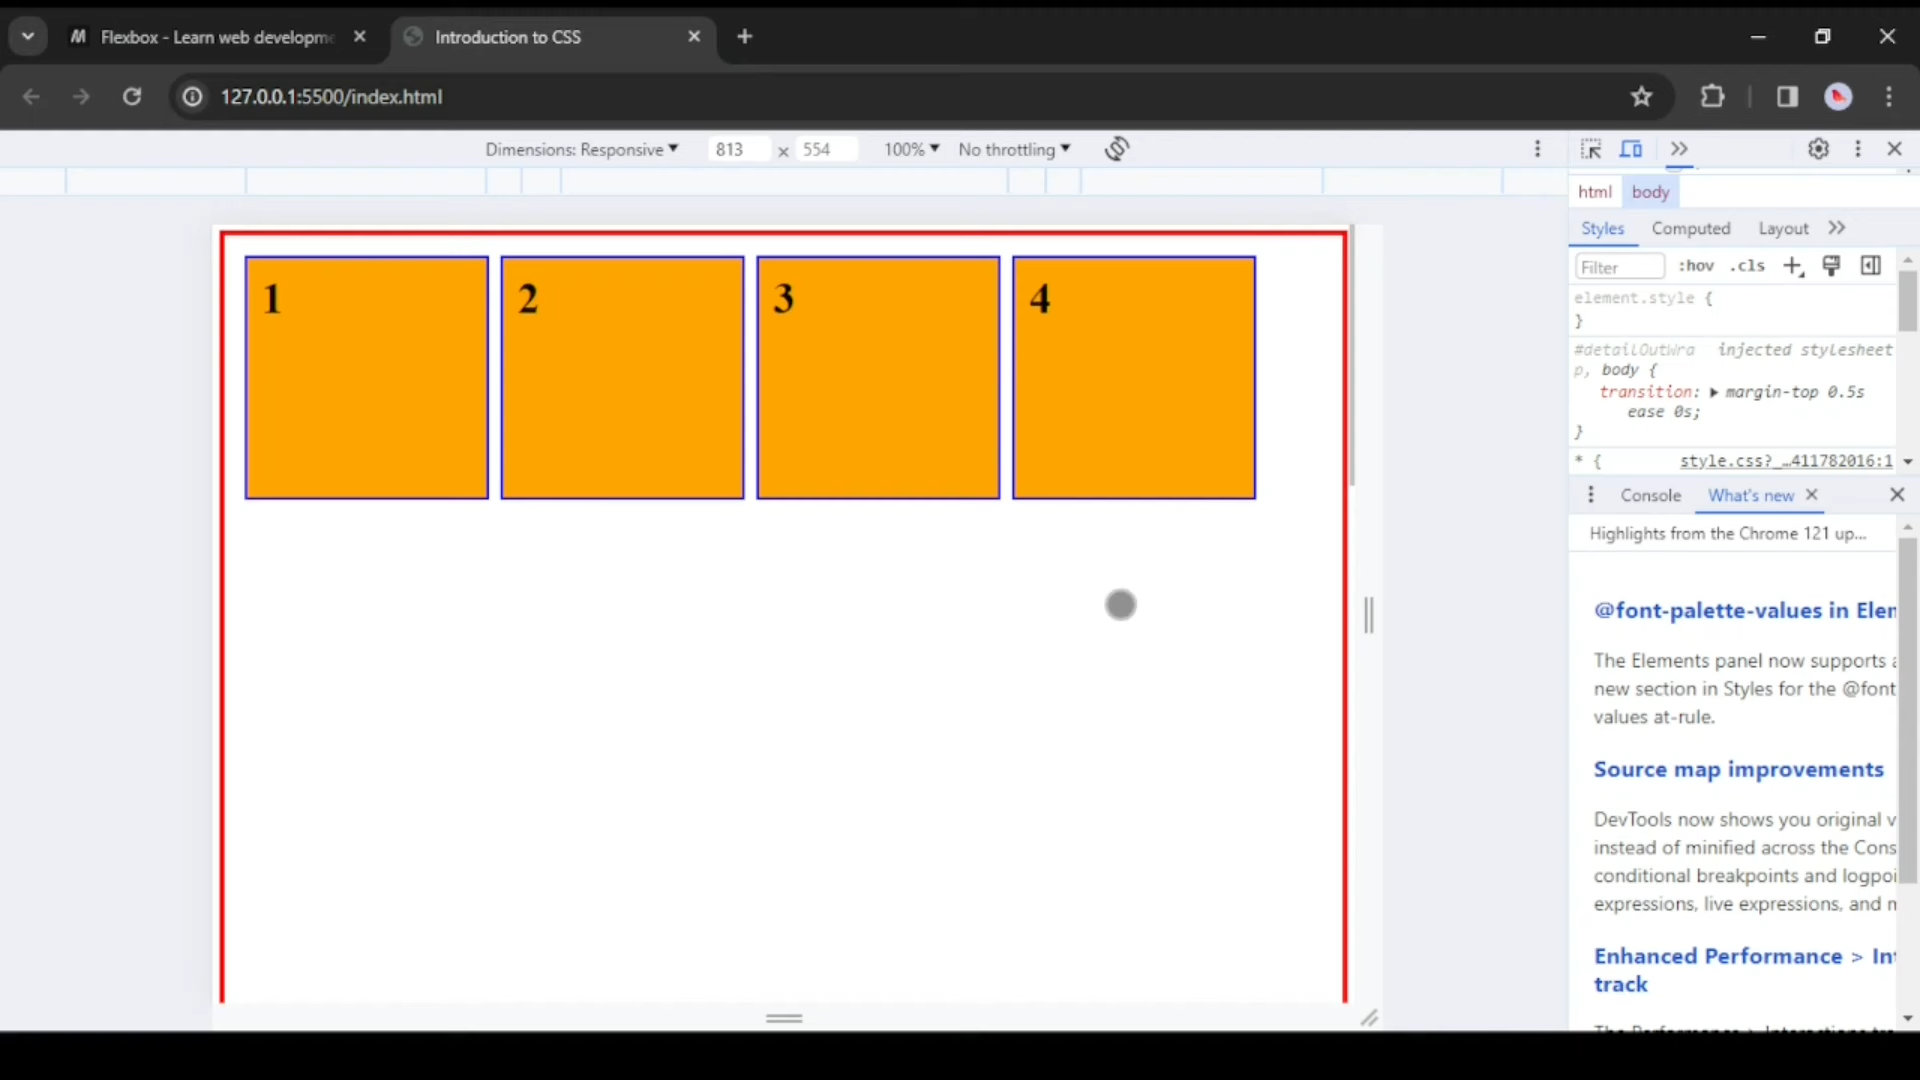 Flexbox - Learn web developme
Introduction to CSS
127.0.0.1:5500/index.html
Dimensions: Responsive 813 x 554 100% No throttling
html body
Styles Computed Layout
Filter :hov .cls
element.style {
}
#detailOutWra injected stylesheet
p, body {
transition: margin-top 0.5s
ease 0s;
}
* { style.css?_…411782016:1
Console What's new
Highlights from the Chrome 121 up...
@font-palette-values in Elem
The Elements panel now supports a
new section in Styles for the @font
values at-rule.
Source map improvements
DevTools now shows you original v
instead of minified across the Cons
conditional breakpoints and logpoi
expressions, live expressions, and m
Enhanced Performance > Int
track
1 2 3 4